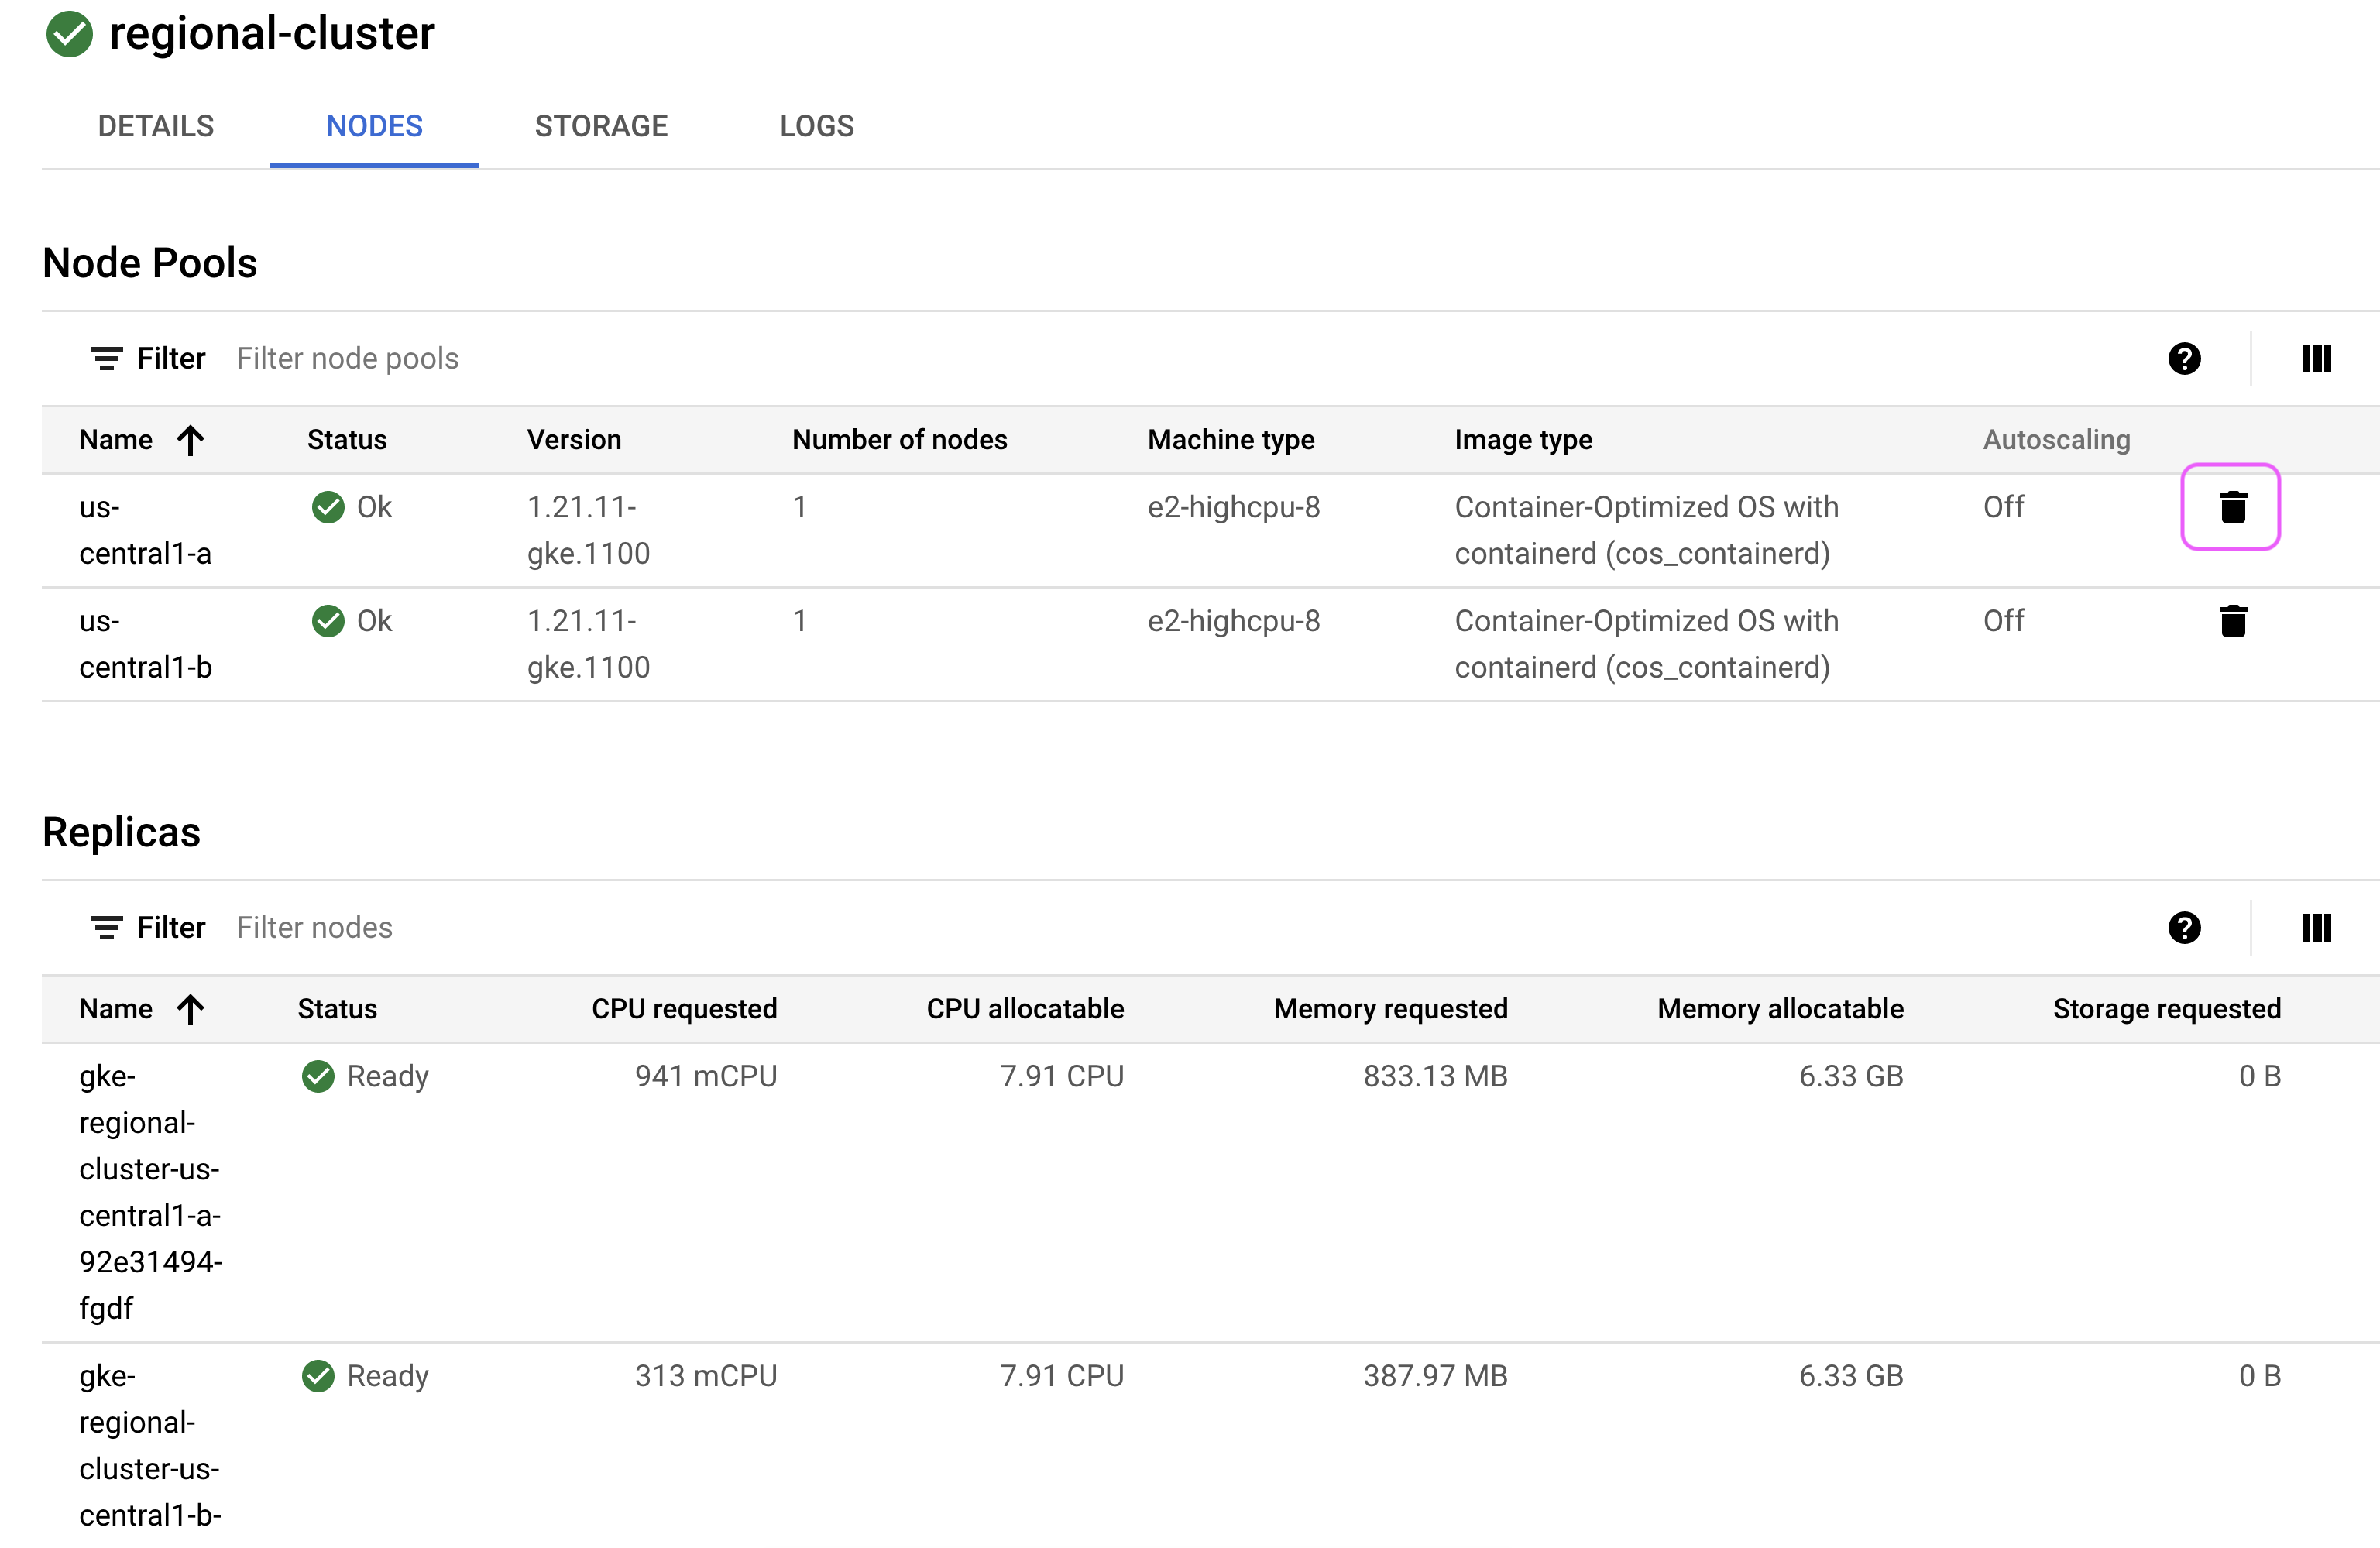 regional-cluster
DETAILS NODES STORAGE LOGS
Node Pools
Filter Filter node pools
Name Status Version Number of nodes Machine type Image type Autoscaling
us- Ok 1.21.11- 1 e2-highcpu-8 Container-Optimized OS with Off
central1-a gke.1100 containerd (cos_containerd)
us- Ok 1.21.11- 1 e2-highcpu-8 Container-Optimized OS with Off
central1-b gke.1100 containerd (cos_containerd)
Replicas
Filter Filter nodes
Name Status CPU requested CPU allocatable Memory requested Memory allocatable Storage requested
gke- Ready 941 mCPU 7.91 CPU 833.13 MB 6.33 GB 0 B
regional-
cluster-us-
central1-a-
92e31494-
fgdf
gke- Ready 313 mCPU 7.91 CPU 387.97 MB 6.33 GB 0 B
regional-
cluster-us-
central1-b-